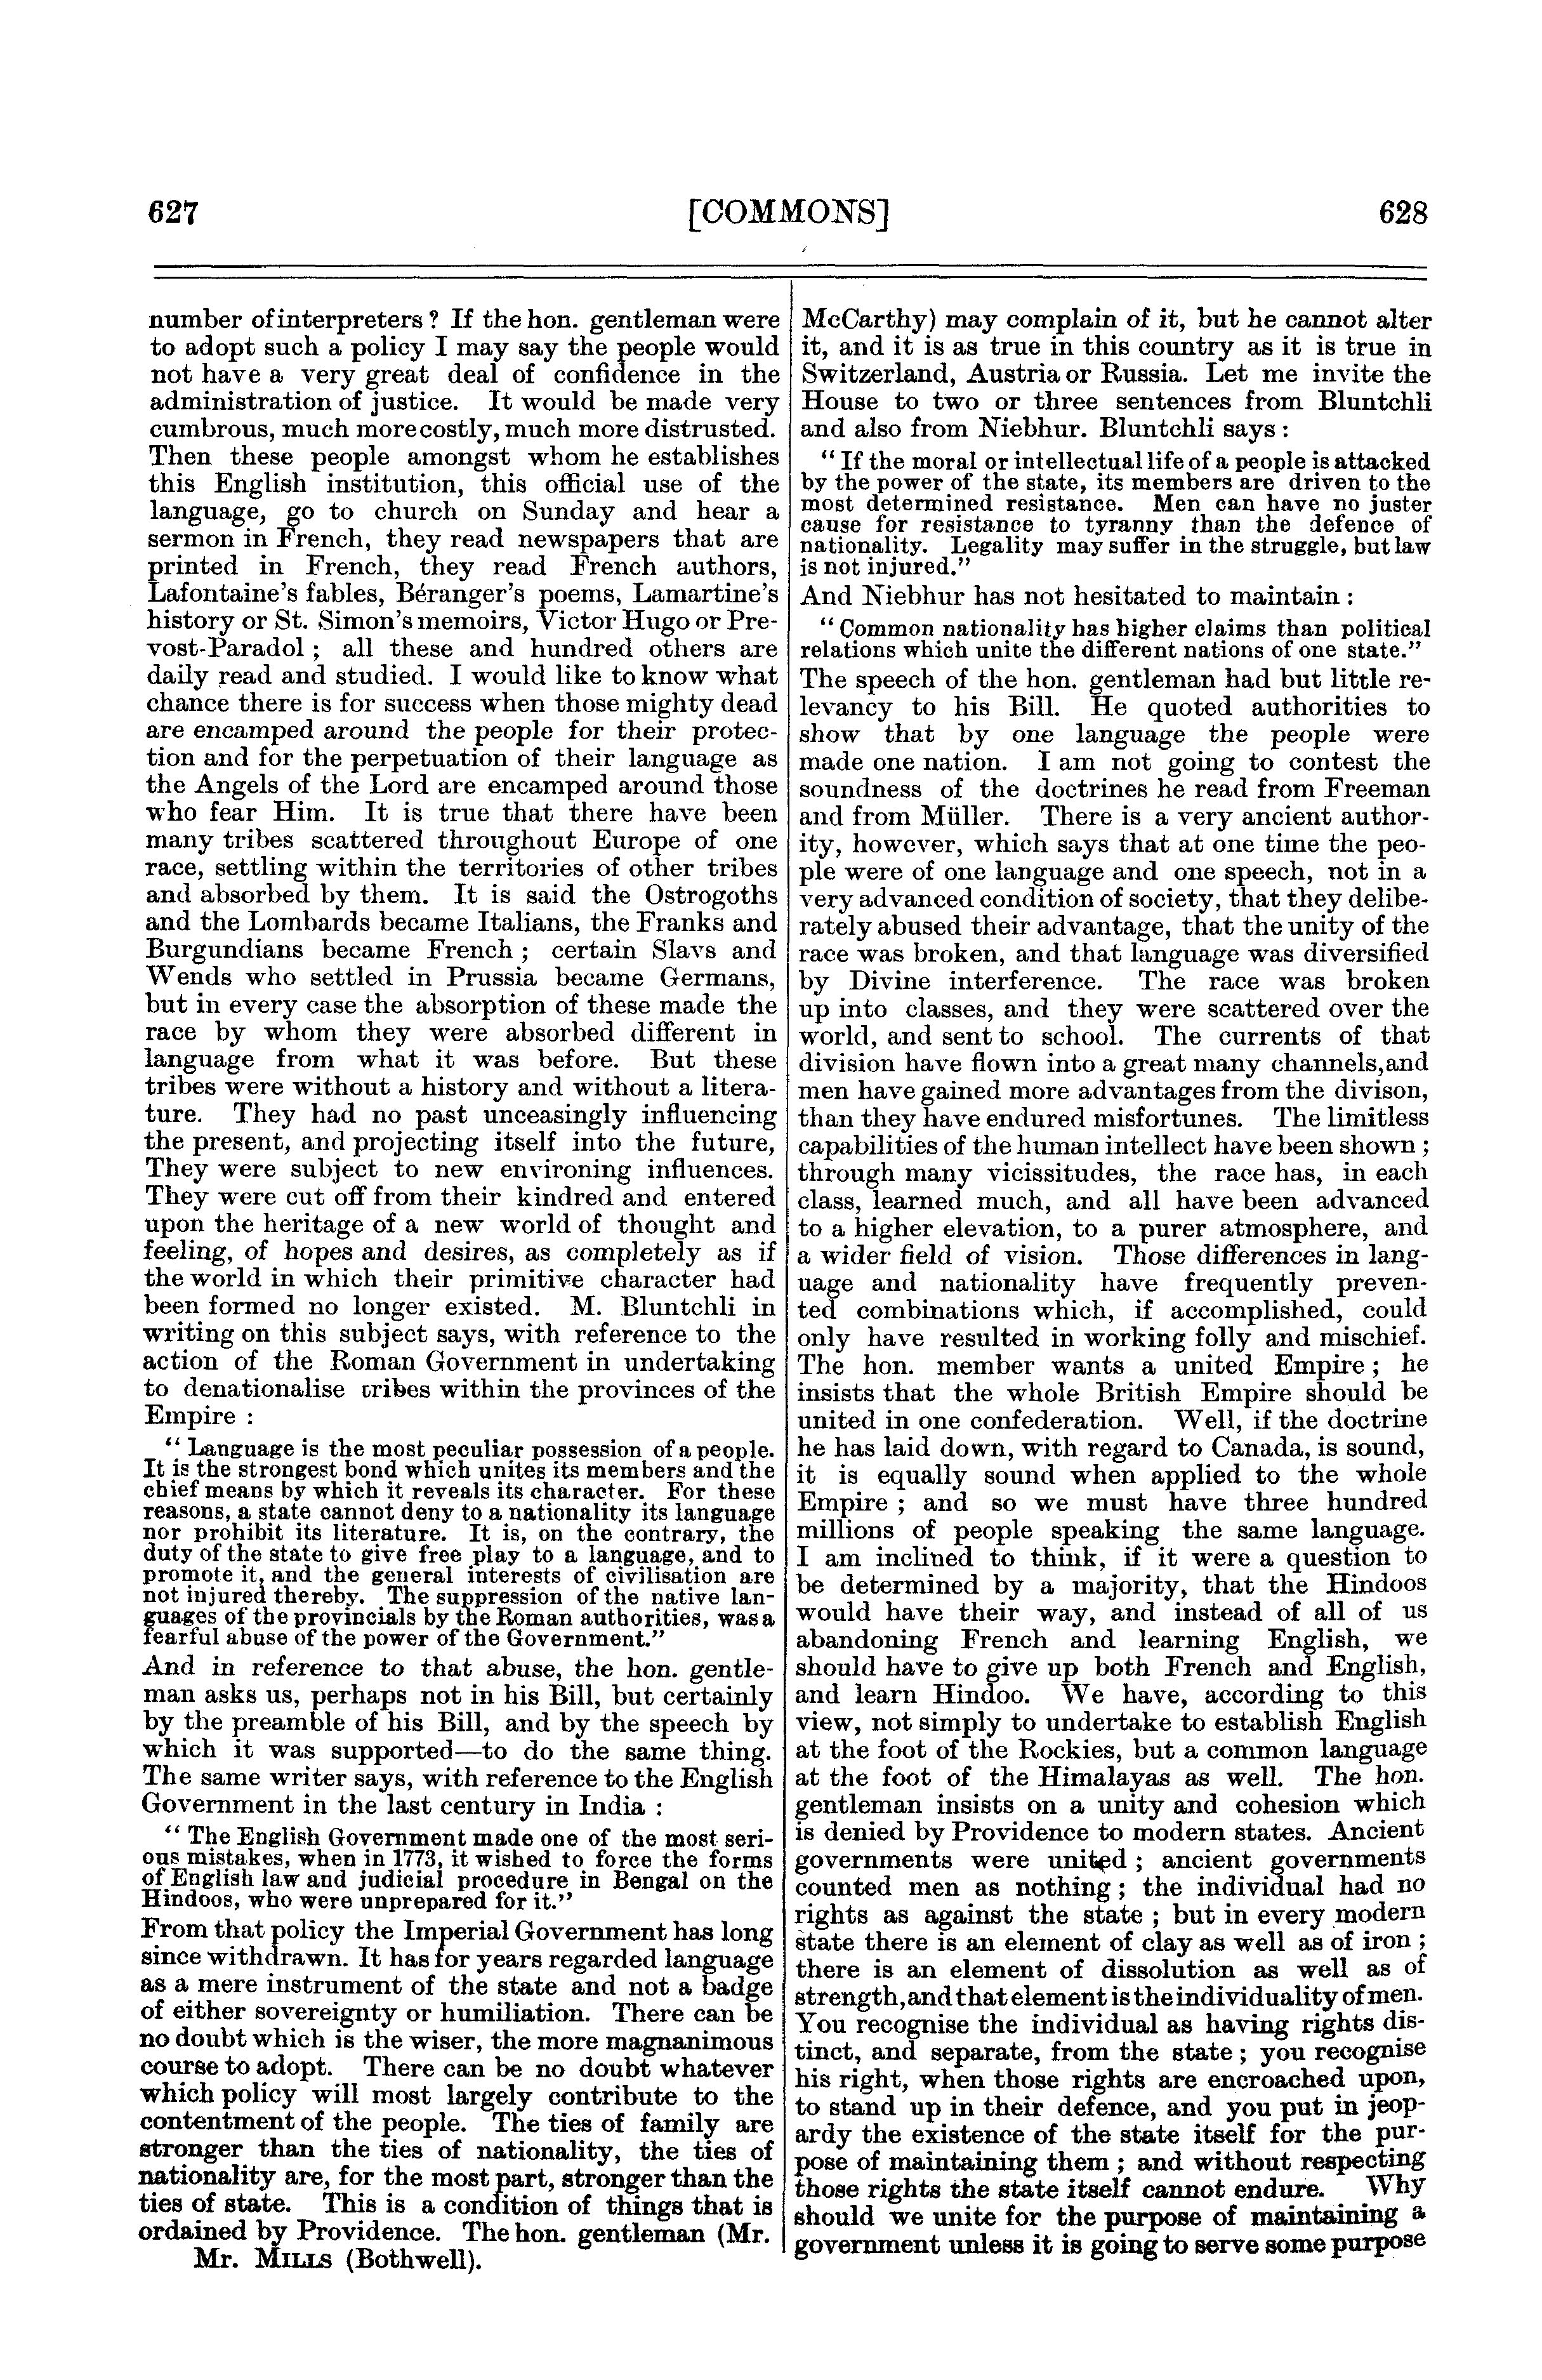 627
[COMMONS]
628
number of interpreters? If the hon. gentleman were
to adopt such a policy I may say the people would
not have a very great deal of confidence in the
administration of justice. It would be made very
cumbrous, much more costly, much more distrusted.
Then these people amongst whom he establishes
this English institution, this official use of the
language, go to church on Sunday and hear a
sermon in French, they read newspapers that are
printed in French, they read French authors,
Lafontaine's fables, Béranger's poems, Lamartine's
history or St. Simon's memoirs, Victor Hugo or Pre-
vost-Paradol; all these and hundred others are
daily read and studied. I would like to know what
chance there is for success when those mighty dead
are encamped around the people for their protec-
tion and for the perpetuation of their language as
the Angels of the Lord are encamped around those
who fear Him. It is true that there have been
many tribes scattered throughout Europe of one
race, settling within the territories of other tribes
and absorbed by them. It is said the Ostrogoths
and the Lombards became Italians, the Franks and
Burgundians became French; certain Slavs and
Wends who settled in Prussia became Germans,
but in every case the absorption of these made the
race by whom they were absorbed different in
language from what it was before. But these
tribes were without a history and without a litera-
ture. They had no past unceasingly influencing
the present, and projecting itself into the future,
They were subject to new environing influences.
They were cut off from their kindred and entered
upon the heritage of a new world of thought and
feeling, of hopes and desires, as completely as if
the world in which their primitive character had
been formed no longer existed. M. Bluntchli in
writing on this subject says, with reference to the
action of the Roman Government in undertaking
to denationalise tribes within the provinces of the
Empire :
"Language is the most peculiar possession of a people.
It is the strongest bond which unites its members and the
chief means by which it reveals its character. For these
reasons, a state cannot deny to a nationality its language
nor prohibit its literature. It is, on the contrary, the
duty of the state to give free play to a language, and to
promote it, and the general interests of civilisation are
not injured thereby. The suppression of the native lan-
guages of the provincials by the Roman authorities, was a
fearful abuse of the power of the Government."
And in reference to that abuse, the hon. gentle-
man asks us, perhaps not in his Bill, but certainly
by the preamble of his Bill, and by the speech by
which it was supported—to do the same thing.
The same writer says, with reference to the English
Government in the last century in India :
"The English Government made one of the most seri-
ous mistakes, when in 1773, it wished to force the forms
of English law and judicial procedure in Bengal on the
Hindoos, who were unprepared for it."
From that policy the Imperial Government has long
since withdrawn. It has for years regarded language
as a mere instrument of the state and not a badge
of either sovereignty or humiliation. There can be
no doubt which is the wiser, the more magnanimous
course to adopt. There can be no doubt whatever
which policy will most largely contribute to the
contentment of the people. The ties of family are
stronger than the ties of nationality, the ties of
nationality are, for the most part, stronger than the
ties of state. This is a condition of things that is
ordained by Providence. The hon. gentleman (Mr.
Mr. MILLS (Bothwell).
McCarthy) may complain of it, but he cannot alter
it, and it is as true in this country as it is true in
Switzerland, Austria or Russia. Let me invite the
House to two or three sentences from Bluntchli
and also from Niebhur. Bluntchli says :
"If the moral or intellectual life of a people is attacked
by the power of the state, its members are driven to the
most determined resistance. Men can have no juster
cause for resistance to tyranny than the defence of
nationality. Legality may suffer in the struggle, but law
is not injured."
And Niebhur has not hesitated to maintain :
"Common nationality has higher claims than political
relations which unite the different nations of one state."
The speech of the hon. gentleman had but little re-
levancy to his Bill. He quoted authorities to
show that by one language the people were
made one nation. I am not going to contest the
soundness of the doctrines he read from Freeman
and from Müller. There is a very ancient author-
ity, however, which says that at one time the peo-
ple were of one language and one speech, not in a
very advanced condition of society, that they delibe-
rately abused their advantage, that the unity of the
race was broken, and that language was diversified
by Divine interference. The race was broken
up into classes, and they were scattered over the
world, and sent to school. The currents of that
division have flown into a great many channels, and
men have gained more advantages from the divison,
than they have endured misfortunes. The limitless
capabilities of the human intellect have been shown;
through many vicissitudes, the race has, in each
class, learned much, and all have been advanced
to a higher elevation, to a purer atmosphere, and
a wider field of vision. Those differences in lang-
uage and nationality have frequently preven-
ted combinations which, if accomplished, could
only have resulted in working folly and mischief.
The hon. member wants a united Empire; he
insists that the whole British Empire should be
united in one confederation. Well, if the doctrine
he has laid down, with regard to Canada, is sound,
it is equally sound when applied to the whole
Empire; and so we must have three hundred
millions of people speaking the same language.
I am inclined to think, if it were a question to
be determined by a majority, that the Hindoos
would have their way, and instead of all of us
abandoning French and learning English, we
should have to give up both French and English,
and learn Hindoo. We have, according to this
view, not simply to undertake to establish English
at the foot of the Rockies, but a common language
at the foot of the Himalayas as well. The hon.
gentleman insists on a unity and cohesion which
is denied by Providence to modern states. Ancient
governments were united; ancient governments
counted men as nothing; the individual had no
rights as against the state; but in every modern
state there is an element of clay as well as of iron;
there is an element of dissolution as well as of
strength, and that element is the individuality of men.
You recognise the individual as having rights dis-
tinct, and separate, from the state; you recognise
his right, when those rights are encroached upon,
to stand up in their defence, and you put in jeop-
ardy the existence of the state itself for the pur-
pose of maintaining them; and without respecting
those rights the state itself cannot endure. Why
should we unite for the purpose of maintaining a
government unless it is going to serve some purpose